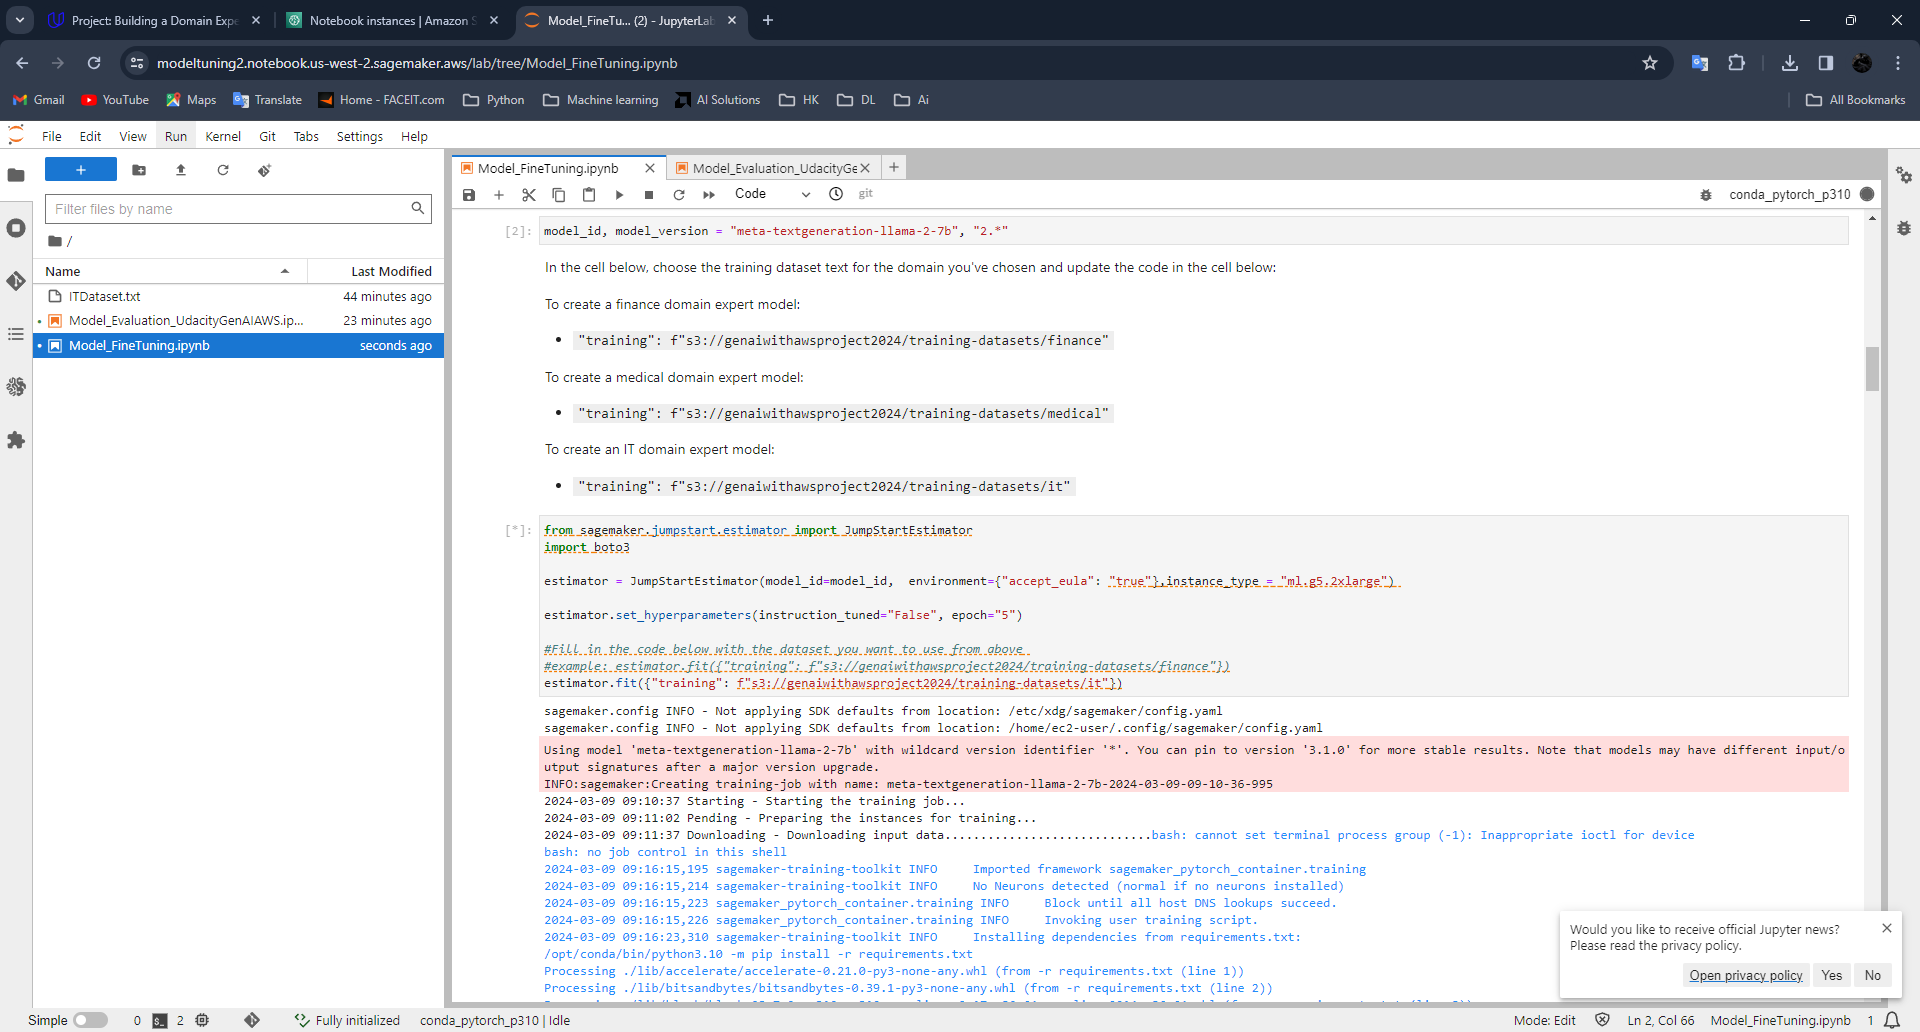 Project: Building a Domain Expe
Notebook instances | Amazon S
Model_FineTu... (2) - JupyterLab
modeltuning2.notebook.us-west-2.sagemaker.aws/lab/tree/Model_FineTuning.ipynb
Gmail
YouTube
Maps
Translate
Home - FACEIT.com
Python
Machine learning
AI Solutions
HK
DL
Ai
All Bookmarks
File Edit View Run Kernel Git Tabs Settings Help
Model_FineTuning.ipynb
Model_Evaluation_UdacityGe
Filter files by name
Code
git
conda_pytorch_p310
/
Name
Last Modified
ITDataset.txt 44 minutes ago
Model_Evaluation_UdacityGenAIAWS.ip... 23 minutes ago
Model_FineTuning.ipynb seconds ago
[2]: model_id, model_version = "meta-textgeneration-llama-2-7b", "2.*"
In the cell below, choose the training dataset text for the domain you've chosen and update the code in the cell below:
To create a finance domain expert model:
• "training": f"s3://genaiwithawsproject2024/training-datasets/finance"
To create a medical domain expert model:
• "training": f"s3://genaiwithawsproject2024/training-datasets/medical"
To create an IT domain expert model:
• "training": f"s3://genaiwithawsproject2024/training-datasets/it"
[*]: from sagemaker.jumpstart.estimator import JumpStartEstimator
import boto3
estimator = JumpStartEstimator(model_id=model_id,  environment={"accept_eula": "true"},instance_type = "ml.g5.2xlarge")
estimator.set_hyperparameters(instruction_tuned="False", epoch="5")
#Fill in the code below with the dataset you want to use from above
#example: estimator.fit({"training": f"s3://genaiwithawsproject2024/training-datasets/finance"})
estimator.fit({"training": f"s3://genaiwithawsproject2024/training-datasets/it"})
sagemaker.config INFO - Not applying SDK defaults from location: /etc/xdg/sagemaker/config.yaml
sagemaker.config INFO - Not applying SDK defaults from location: /home/ec2-user/.config/sagemaker/config.yaml
Using model 'meta-textgeneration-llama-2-7b' with wildcard version identifier '*'. You can pin to version '3.1.0' for more stable results. Note that models may have different input/o
utput signatures after a major version upgrade.
INFO:sagemaker:Creating training-job with name: meta-textgeneration-llama-2-7b-2024-03-09-09-10-36-995
2024-03-09 09:10:37 Starting - Starting the training job...
2024-03-09 09:11:02 Pending - Preparing the instances for training...
2024-03-09 09:11:37 Downloading - Downloading input data.............................bash: cannot set terminal process group (-1): Inappropriate ioctl for device
bash: no job control in this shell
2024-03-09 09:16:15,195 sagemaker-training-toolkit INFO     Imported framework sagemaker_pytorch_container.training
2024-03-09 09:16:15,214 sagemaker-training-toolkit INFO     No Neurons detected (normal if no neurons installed)
2024-03-09 09:16:15,223 sagemaker_pytorch_container.training INFO     Block until all host DNS lookups succeed.
2024-03-09 09:16:15,226 sagemaker_pytorch_container.training INFO     Invoking user training script.
2024-03-09 09:16:23,310 sagemaker-training-toolkit INFO     Installing dependencies from requirements.txt:
/opt/conda/bin/python3.10 -m pip install -r requirements.txt
Processing ./lib/accelerate/accelerate-0.21.0-py3-none-any.whl (from -r requirements.txt (line 1))
Processing ./lib/bitsandbytes/bitsandbytes-0.39.1-py3-none-any.whl (from -r requirements.txt (line 2))
Would you like to receive official Jupyter news?
Please read the privacy policy.
Open privacy policy Yes No
Simple 0 2 Fully initialized conda_pytorch_p310 | Idle Mode: Edit Ln 2, Col 66 Model_FineTuning.ipynb 1